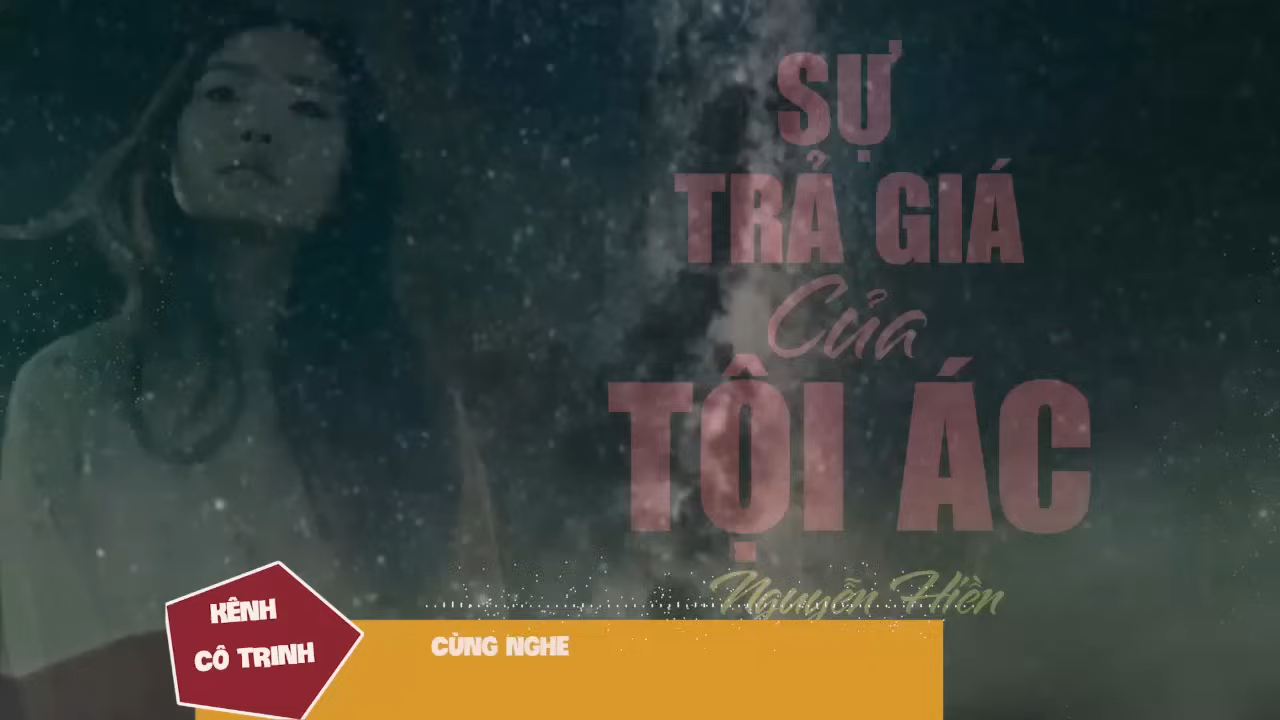 SỰ
TRẢ GIÁ
Của
TỘI ÁC
Nguyễn Hiền
KÊNH
CÔ TRINH
CÙNG NGHE